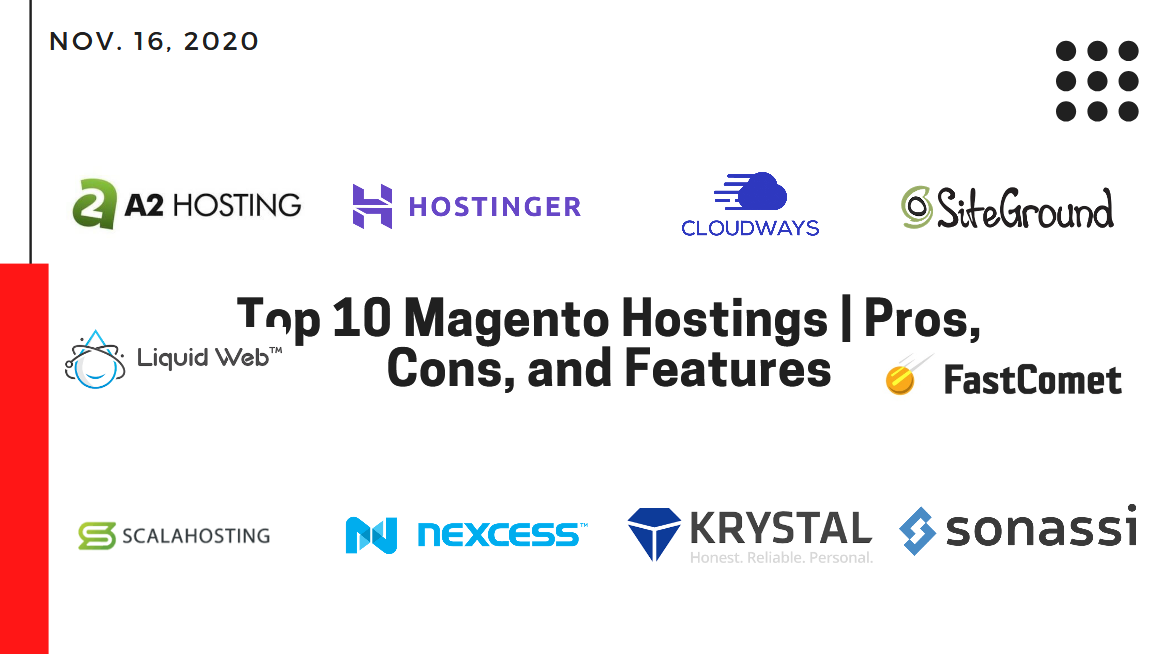 NOV. 16, 2020
A2 HOSTING
HOSTINGER
CLOUDWAYS
SiteGround
Top 10 Magento Hostings | Pros,
Cons, and Features
Liquid Web™
FastComet
SCALAHOSTING
NEXCESS™
KRYSTAL
Honest. Reliable. Personal.
sonassi